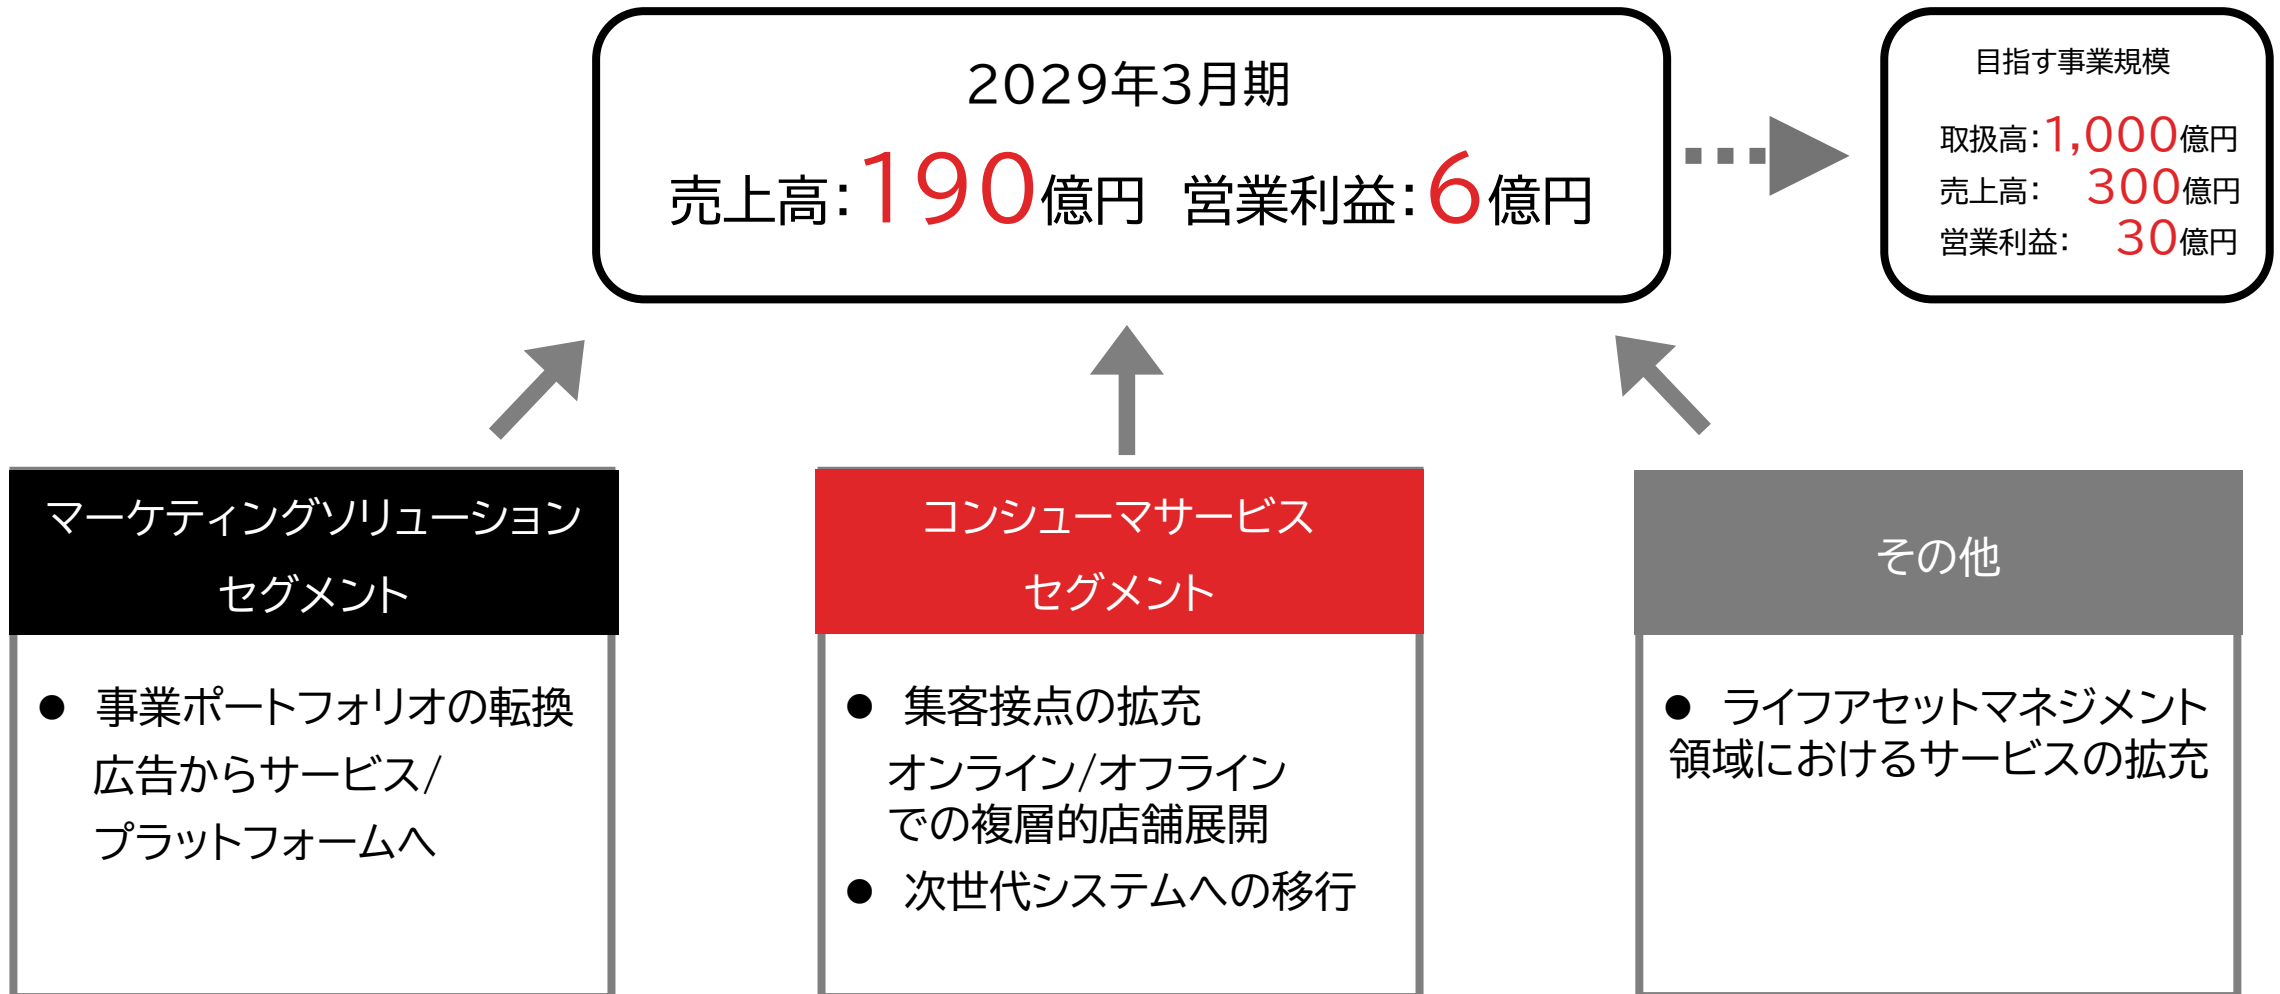 2029年3月期
売上高：190億円 営業利益：6億円
目指す事業規模
取扱高：1,000億円
売上高： 300億円
営業利益： 30億円
マーケティングソリューション
セグメント
● 事業ポートフォリオの転換
広告からサービス/
プラットフォームへ
コンシューマサービス
セグメント
● 集客接点の拡充
オンライン/オフライン
での複層的店舗展開
● 次世代システムへの移行
その他
● ライフアセットマネジメント
領域におけるサービスの拡充